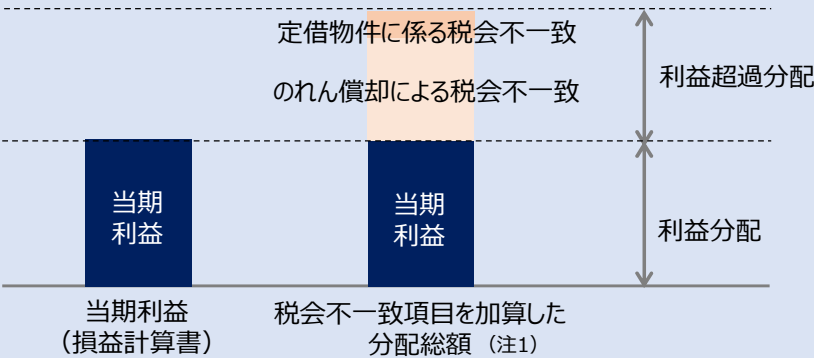 定借物件に係る税会不一致
のれん償却による税会不一致
利益超過分配
当期
利益
当期
利益
利益分配
当期利益
(損益計算書)
税会不一致項目を加算した
分配総額 (注1)